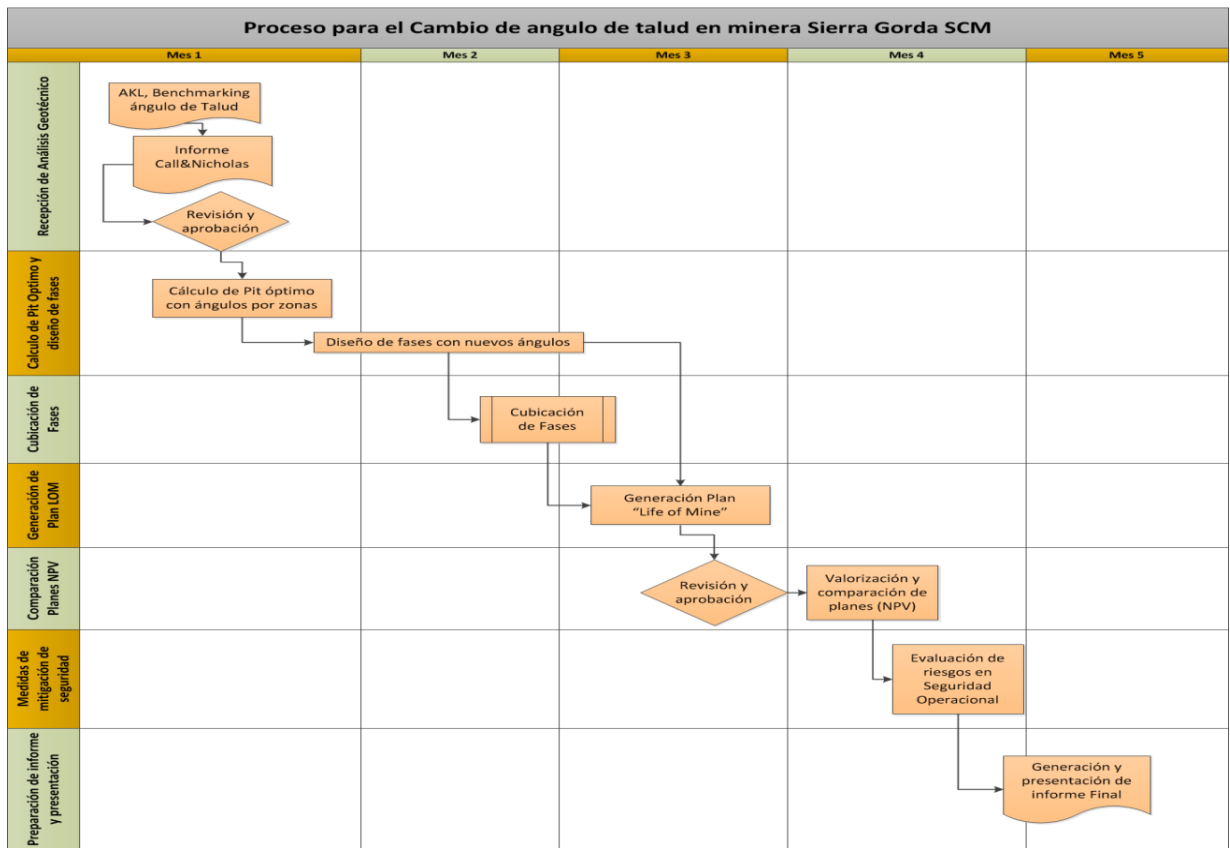 Proceso para el Cambio de angulo de talud en minera Sierra Gorda SCM
Mes 1
Mes 2
Mes 3
Mes 4
Mes 5
Recepción de Análisis Geotécnico
AKL, Benchmarking
ángulo de Talud
Informe
Call&Nicholas
Revisión y
aprobación
Calculo de Pit Optimo y
diseño de fases
Cálculo de Pit óptimo
con ángulos por zonas
Diseño de fases con nuevos ángulos
Cubicación de
Fases
Cubicación
de Fases
Generación de
Plan LOM
Generación Plan
“Life of Mine”
Comparación
Planes NPV
Revisión y
aprobación
Valorización y
comparación de
planes (NPV)
Medidas de
mitigación de
seguridad
Evaluación de
riesgos en
Seguridad
Operacional
Preparación de informe
y presentación
Generación y
presentación de
informe Final